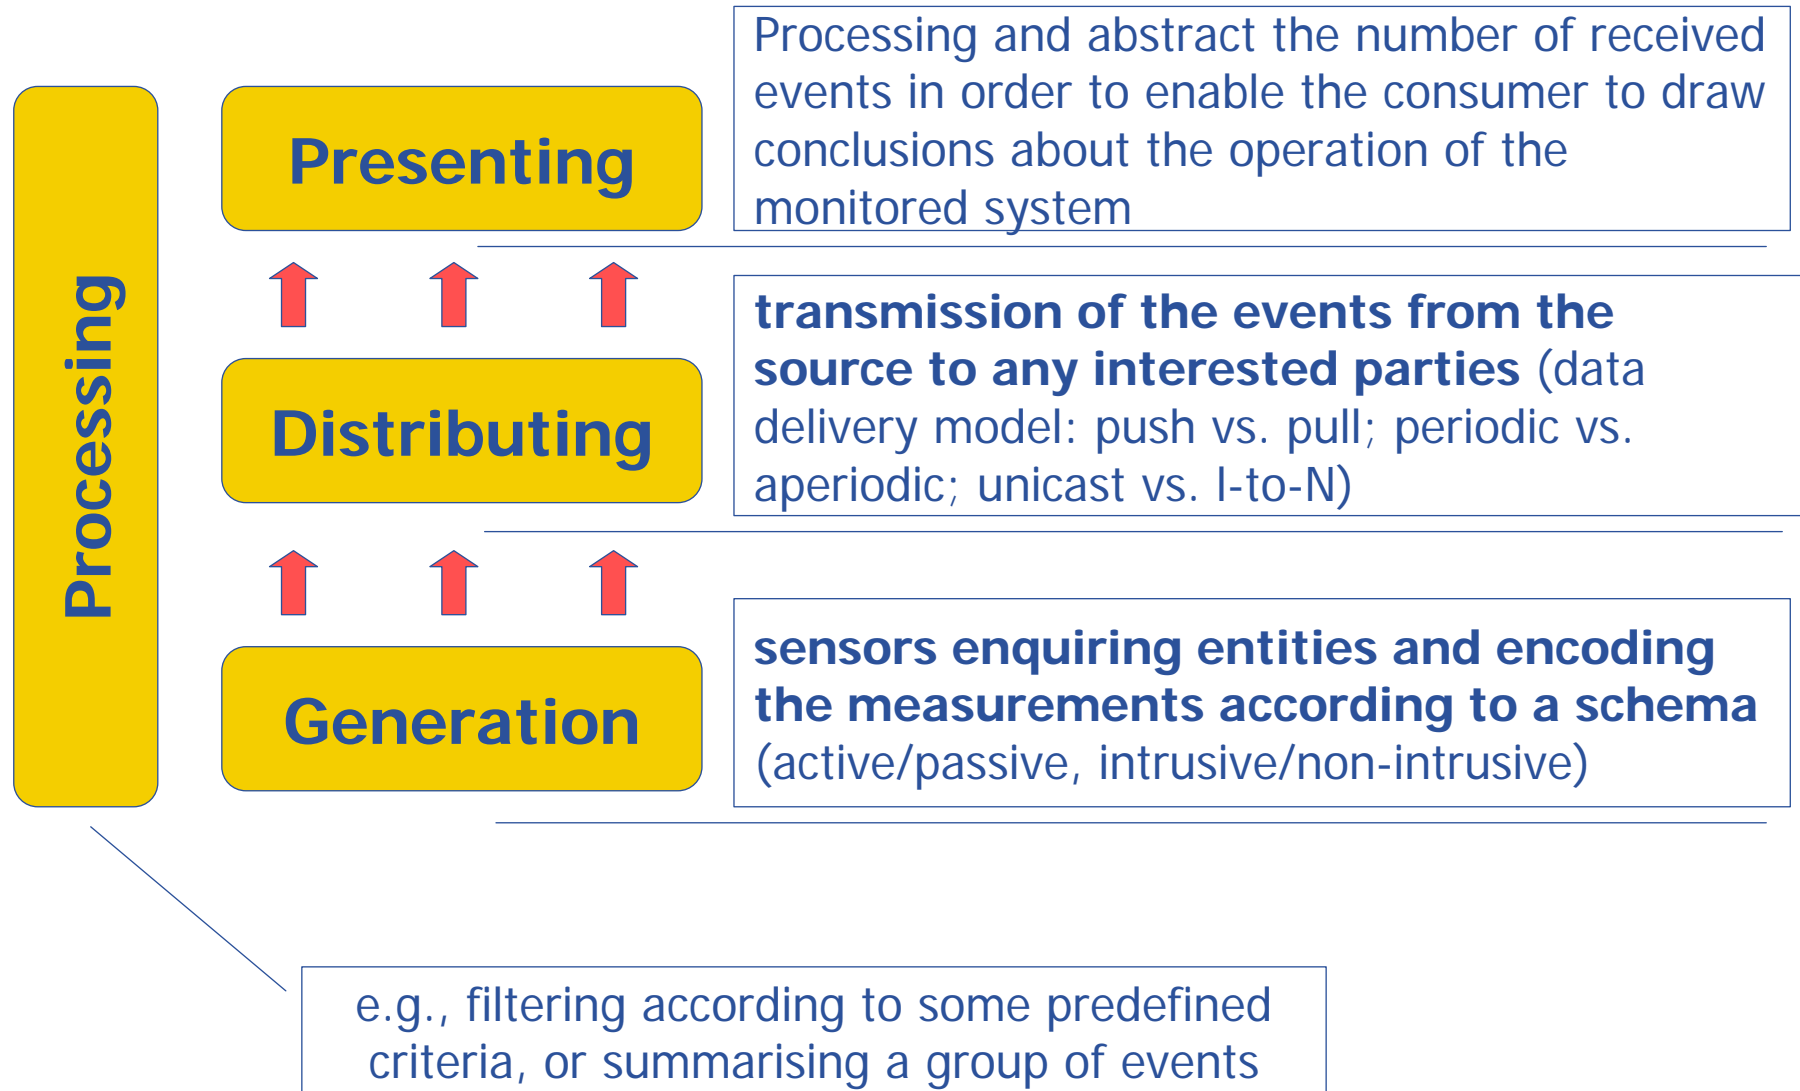 Processing
Presenting
Processing and abstract the number of received
events in order to enable the consumer to draw
conclusions about the operation of the
monitored system
Distributing
transmission of the events from the
source to any interested parties (data
delivery model: push vs. pull; periodic vs.
aperiodic; unicast vs. l-to-N)
Generation
sensors enquiring entities and encoding
the measurements according to a schema
(active/passive, intrusive/non-intrusive)
e.g., filtering according to some predefined
criteria, or summarising a group of events